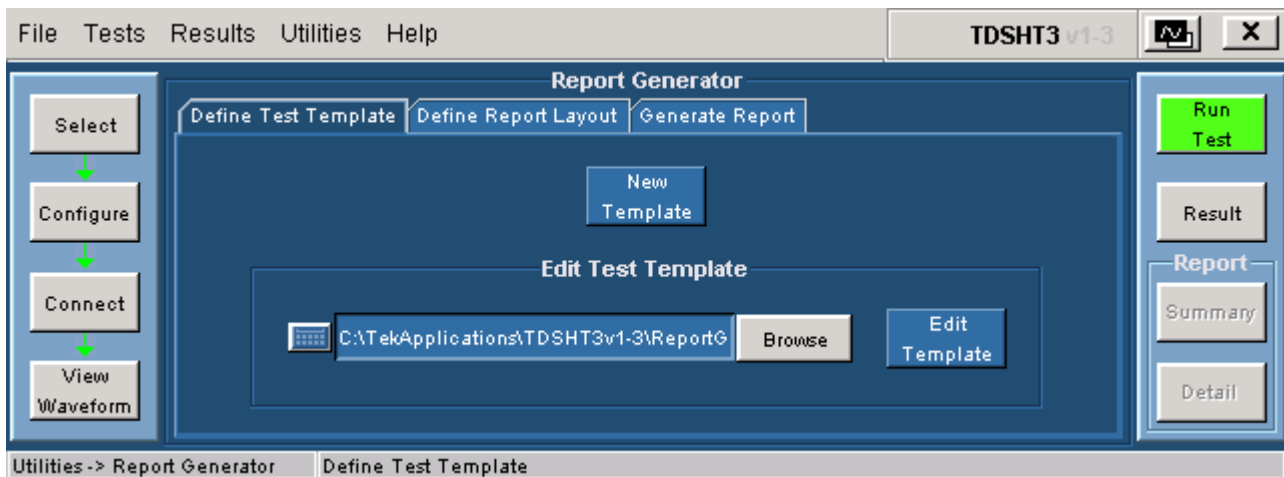 File Tests Results Utilities Help TDSHT3 v1-3
Report Generator
Define Test Template Define Report Layout Generate Report
Select
Configure
Connect
View
Waveform
New
Template
Edit Test Template
C:\TekApplications\TDSHT3v1-3\ReportG Browse
Edit
Template
Run
Test
Result
Report
Summary
Detail
Utilities -> Report Generator Define Test Template